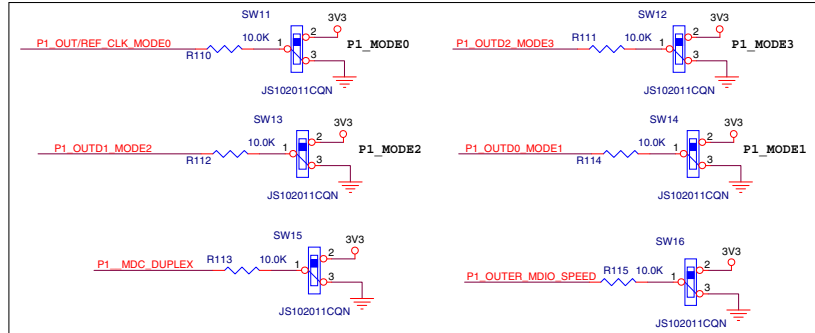 SW11
3V3
P1_OUT/REF_CLK_MODE0
R110
10.0K
1
2
3
P1_MODE0
JS102011CQN
SW12
3V3
P1_OUTD2_MODE3
R111
10.0K
1
2
3
P1_MODE3
JS102011CQN
SW13
3V3
P1_OUTD1_MODE2
R112
10.0K
1
2
3
P1_MODE2
JS102011CQN
SW14
3V3
P1_OUTD0_MODE1
R114
10.0K
1
2
3
P1_MODE1
JS102011CQN
SW15
3V3
P1__MDC_DUPLEX
R113
10.0K
1
2
3
JS102011CQN
SW16
3V3
P1_OUTER_MDIO_SPEED
R115
10.0K
1
2
3
JS102011CQN